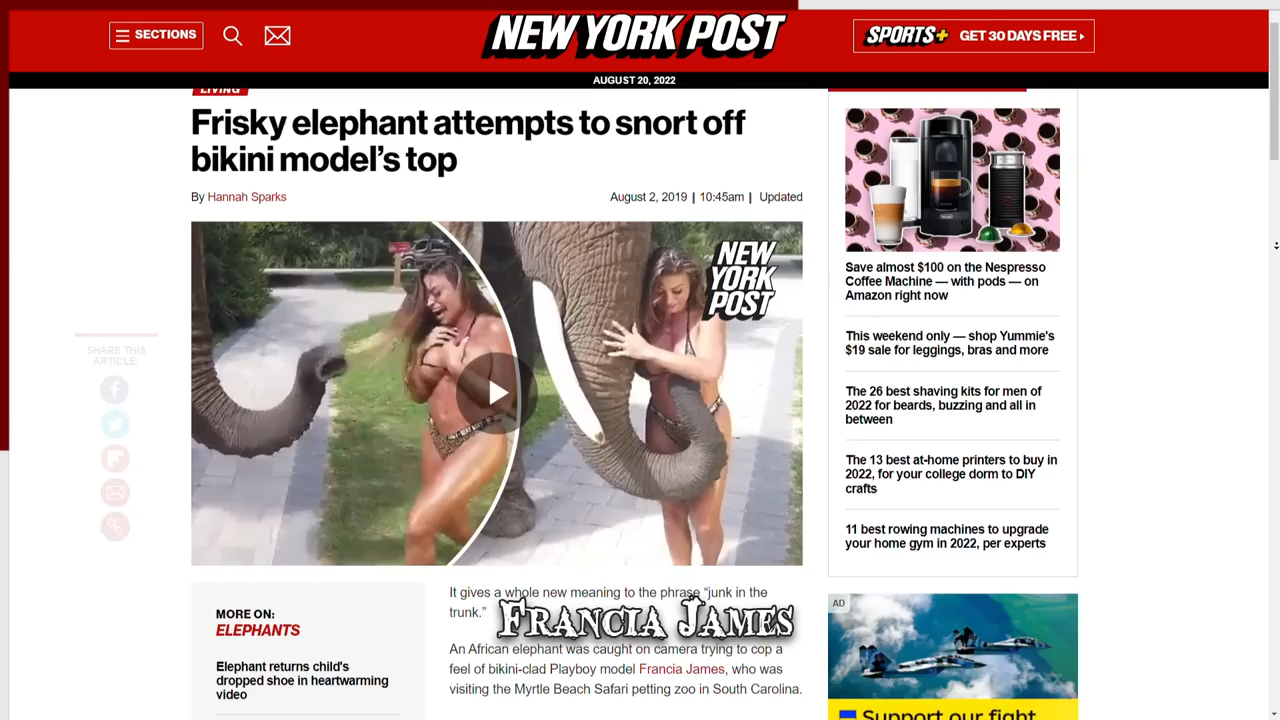 SECTIONS
NEW YORK POST
SPORTS+ GET 30 DAYS FREE
AUGUST 20, 2022
LIVING
Frisky elephant attempts to snort off
bikini model’s top
By Hannah Sparks
August 2, 2019 | 10:45am | Updated
NEW
YORK
POST
SHARE THIS
ARTICLE:
MORE ON:
ELEPHANTS
Elephant returns child's
dropped shoe in heartwarming
video
It gives a whole new meaning to the phrase “junk in the
trunk.”
FRANCIA JAMES
An African elephant was caught on camera trying to cop a
feel of bikini-clad Playboy model Francia James, who was
visiting the Myrtle Beach Safari petting zoo in South Carolina.
Save almost $100 on the Nespresso
Coffee Machine — with pods — on
Amazon right now
This weekend only — shop Yummie's
$19 sale for leggings, bras and more
The 26 best shaving kits for men of
2022 for beards, buzzing and all in
between
The 13 best at-home printers to buy in
2022, for your college dorm to DIY
crafts
11 best rowing machines to upgrade
your home gym in 2022, per experts
AD
Support our fight